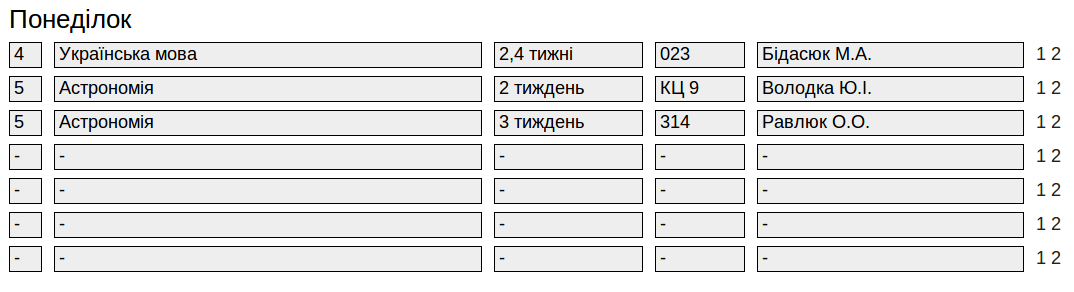 Понеділок
4 Українська мова 2,4 тижні 023 Бідасюк М.А. 1 2
5 Астрономія 2 тиждень КЦ 9 Володка Ю.І. 1 2
5 Астрономія 3 тиждень 314 Равлюк О.О. 1 2
- - - - - 1 2
- - - - - 1 2
- - - - - 1 2
- - - - - 1 2